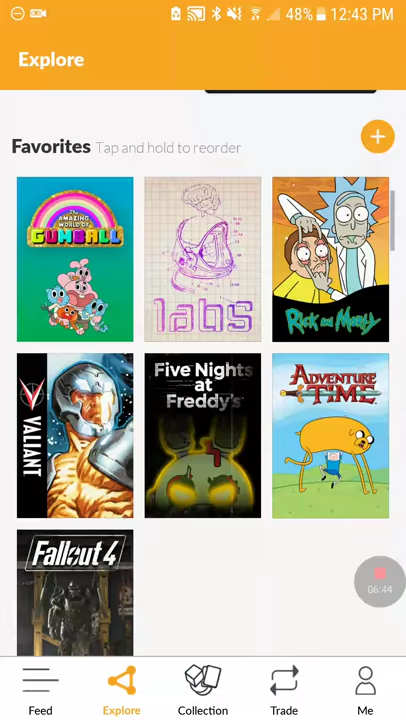 48% 12:43 PM
Explore
Favorites Tap and hold to reorder
+
THE
AMAZING
WORLD OF
GUMBALL
labs
Rick and Morty
VALIANT
Five Nights
at
Freddy's
ADVENTURE
TIME
Fallout 4
06:44
Feed Explore Collection Trade Me